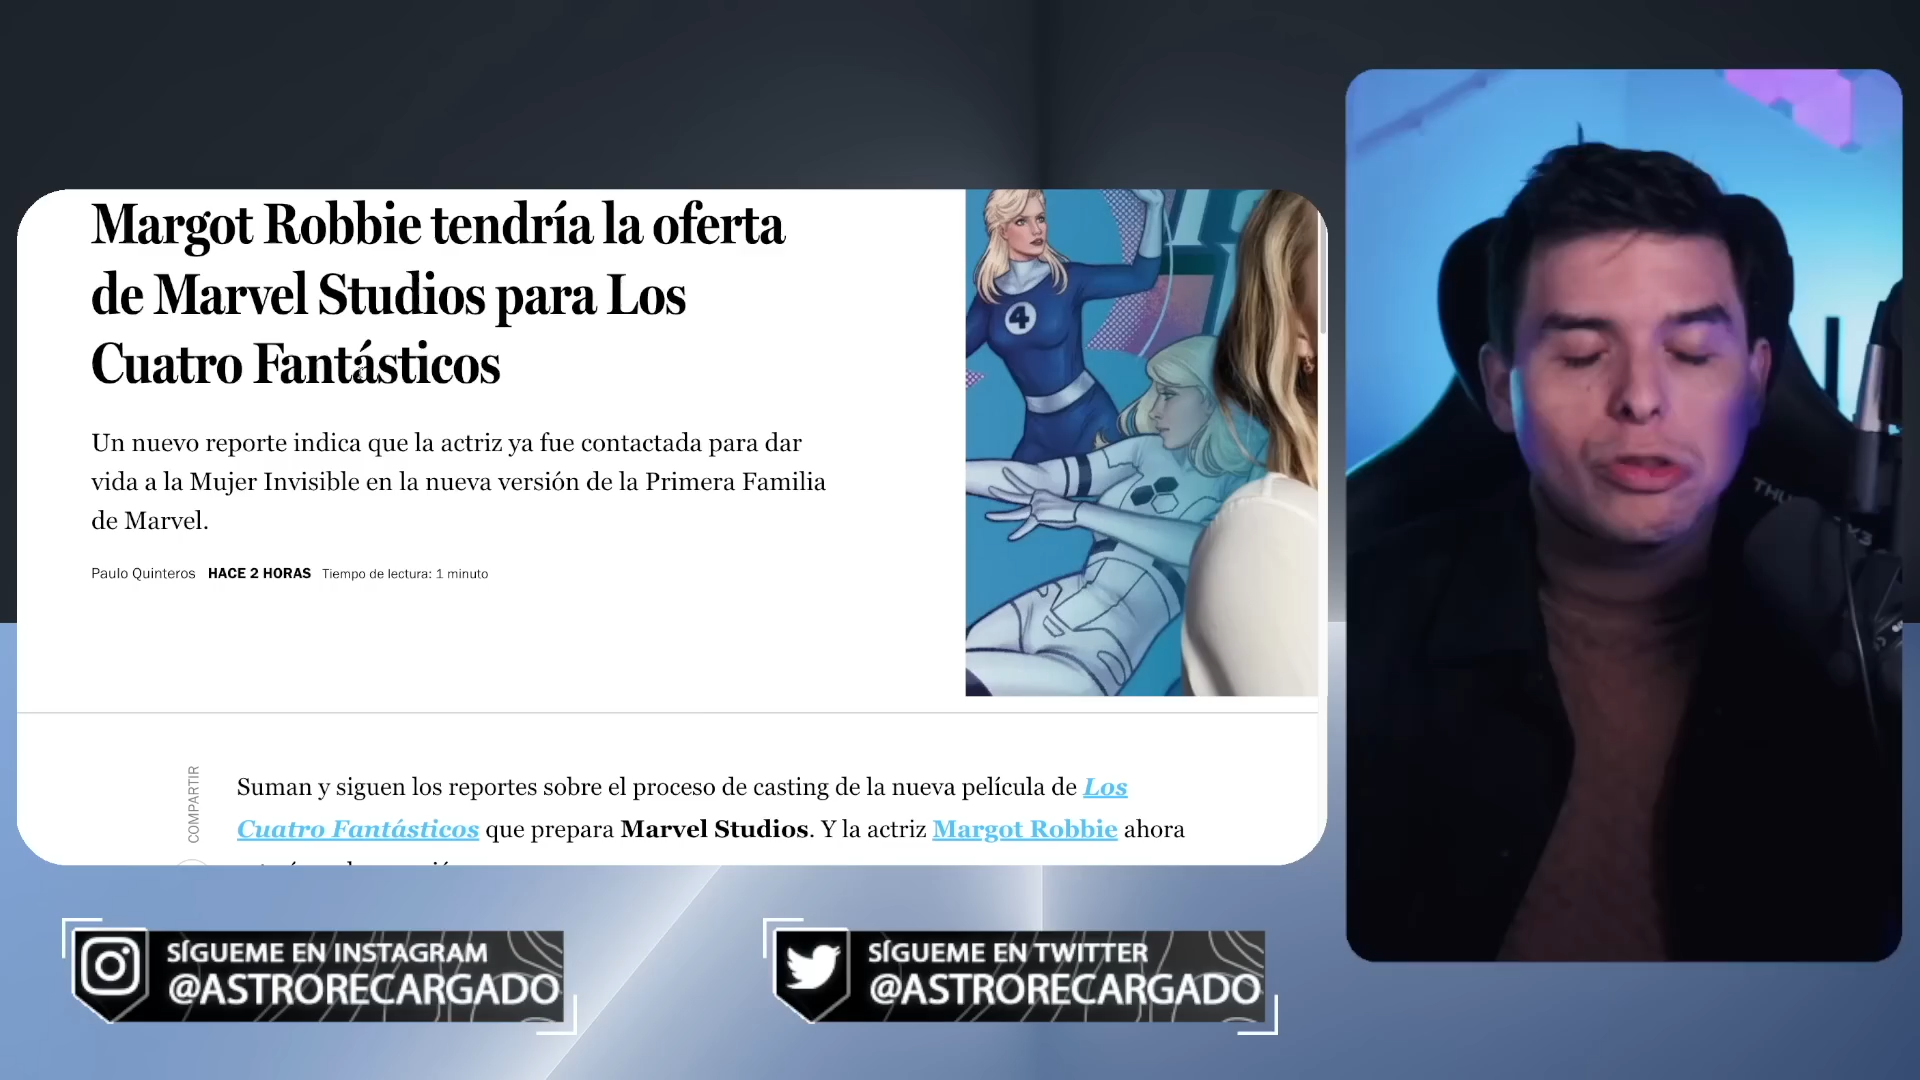 Margot Robbie tendría la oferta
de Marvel Studios para Los
Cuatro Fantásticos
Un nuevo reporte indica que la actriz ya fue contactada para dar
vida a la Mujer Invisible en la nueva versión de la Primera Familia
de Marvel.
Paulo Quinteros HACE 2 HORAS Tiempo de lectura: 1 minuto
4
COMPARTIR
Suman y siguen los reportes sobre el proceso de casting de la nueva película de Los
Cuatro Fantásticos que prepara Marvel Studios. Y la actriz Margot Robbie ahora
SÍGUEME EN INSTAGRAM
@ASTRORECARGADO
SÍGUEME EN TWITTER
@ASTRORECARGADO